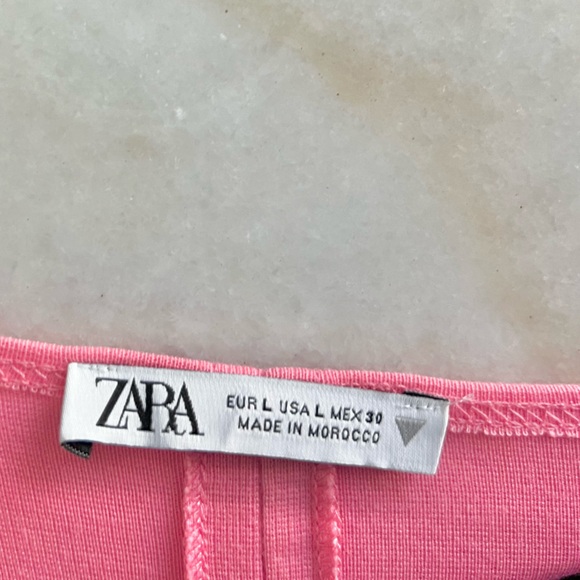 ZARA
EUR L USA L MEX 30
MADE IN MOROCCO